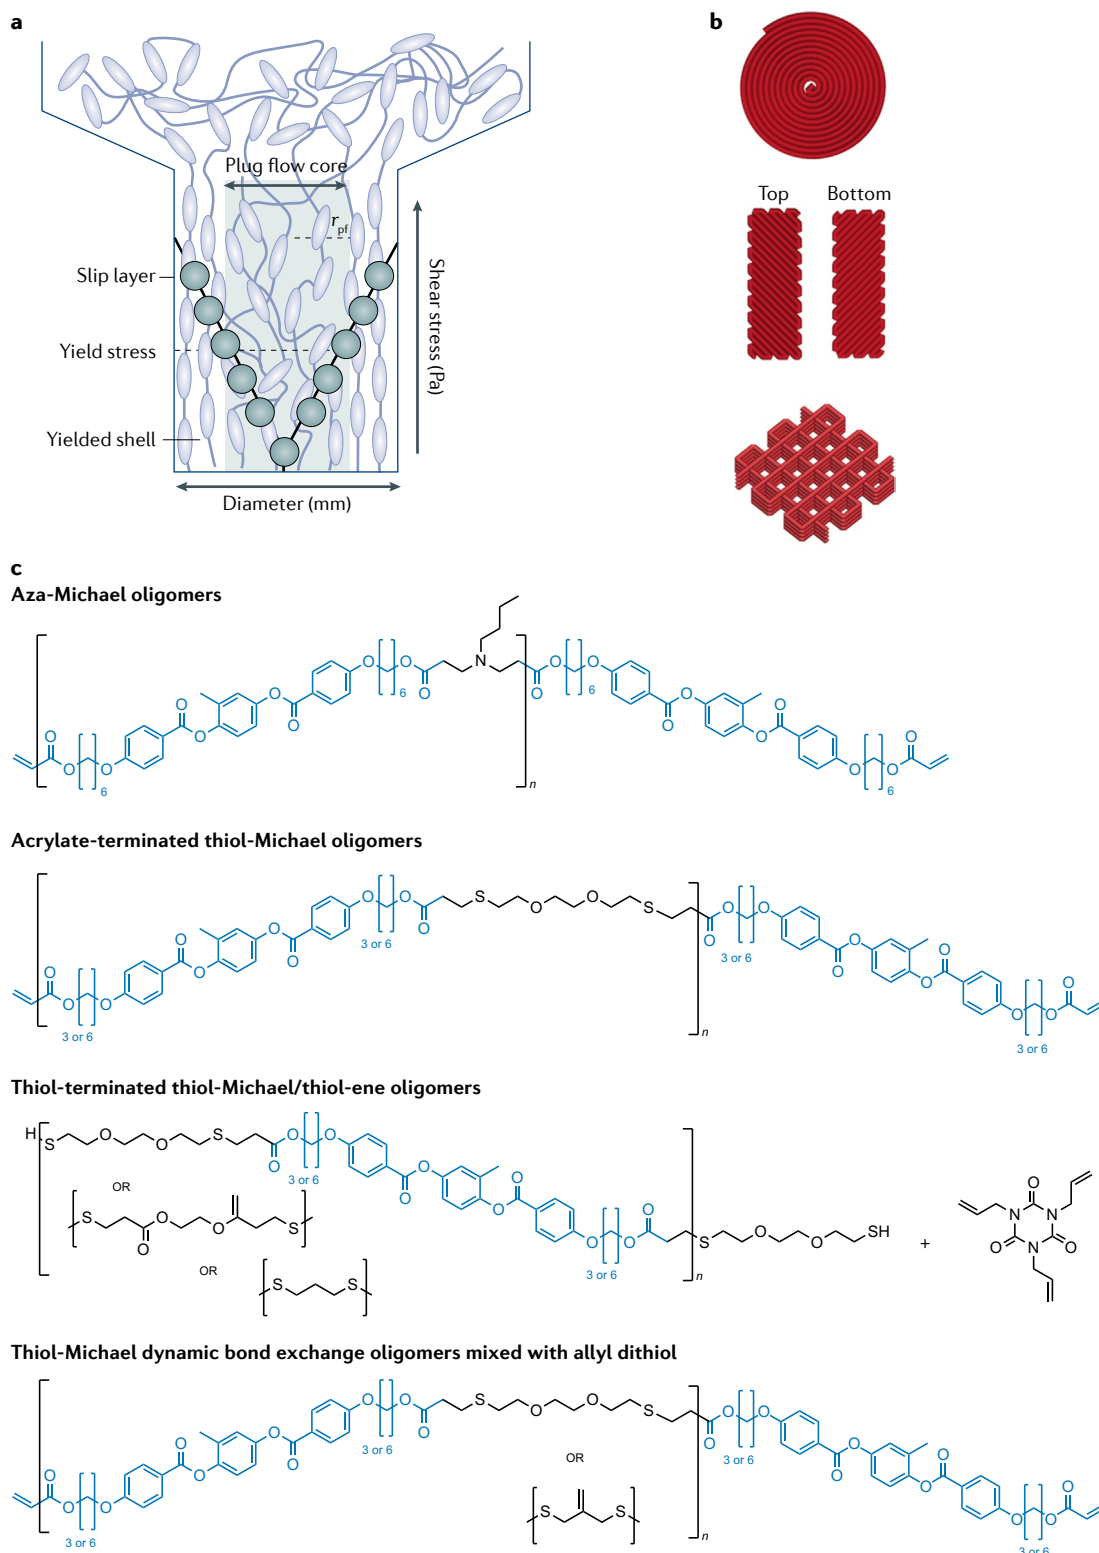 a
b
Plug flow core
r_pf
Top
Bottom
Slip layer
Shear stress (Pa)
Yield stress
Yielded shell
Diameter (mm)
c
Aza-Michael oligomers
O O O N O O O
6 O O 6 O O
O O O O
O O O O O
O O O O O
6 n 6
Acrylate-terminated thiol-Michael oligomers
O O S O O S O O
O O O O 3 or 6 O O 3 or 6 O O
O O O O O O
3 or 6 n 3 or 6
Thiol-terminated thiol-Michael/thiol-ene oligomers
H S O O S O O
O 3 or 6 O O O
OR
S O O S O O O O S O O SH
O
OR
S S
3 or 6 n
+
O
N N
O N O
Thiol-Michael dynamic bond exchange oligomers mixed with allyl dithiol
O O S O O S O O
O O O O 3 or 6 O O 3 or 6 O O
OR
O O O O O O
S S
3 or 6 n 3 or 6